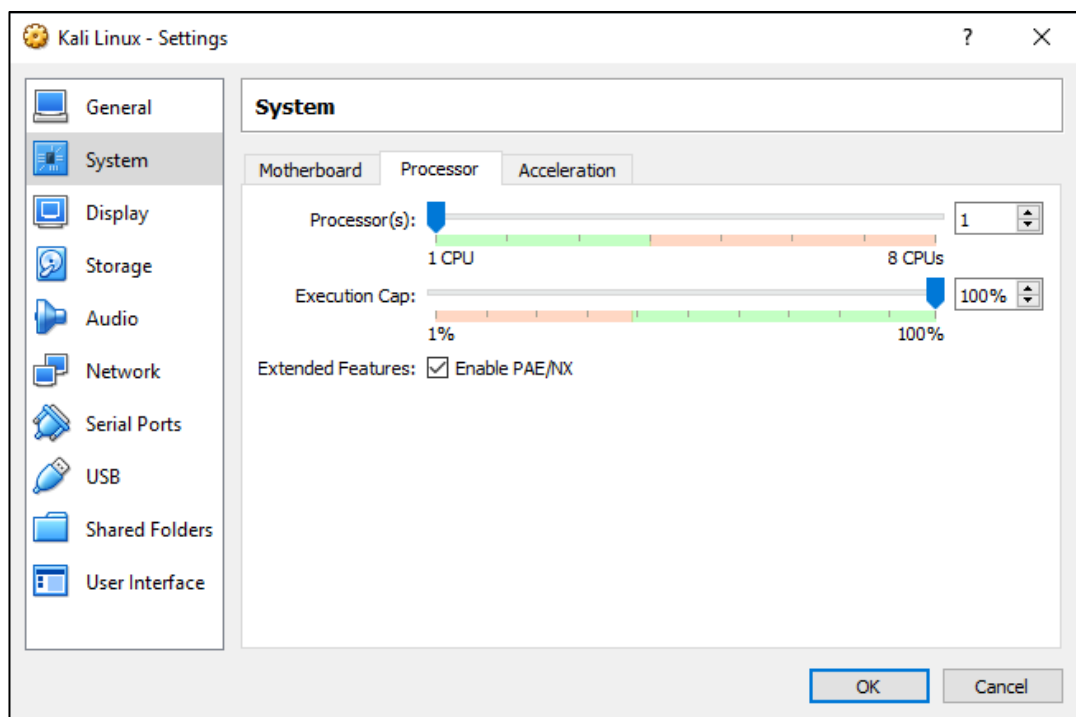 Kali Linux - Settings
?
General
System
Display
Storage
Audio
Network
Serial Ports
USB
Shared Folders
User Interface
System
Motherboard Processor Acceleration
Processor(s): 1
1 CPU 8 CPUs
Execution Cap: 100%
1% 100%
Extended Features: Enable PAE/NX
OK Cancel